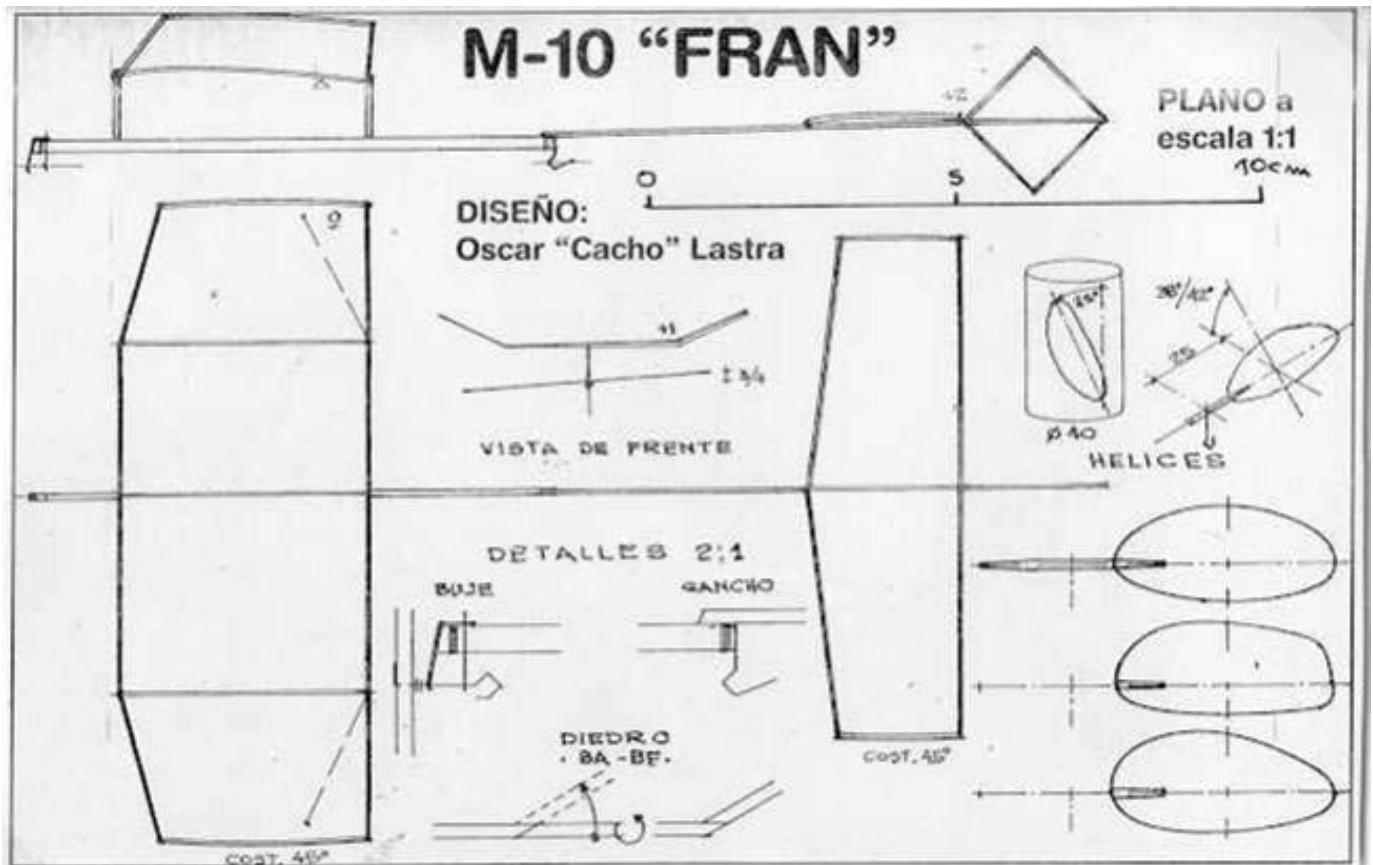 M-10 "FRAN"
PLANO a
escala 1:1
0
5
10cm
DISEÑO:
Oscar "Cacho" Lastra
VISTA DE FRENTE
25
Ø 40
HELICES
DETALLES 2:1
BUJE
GANCHO
DIEDRO
. BA - BF.
COST. 45°
COST. 45°